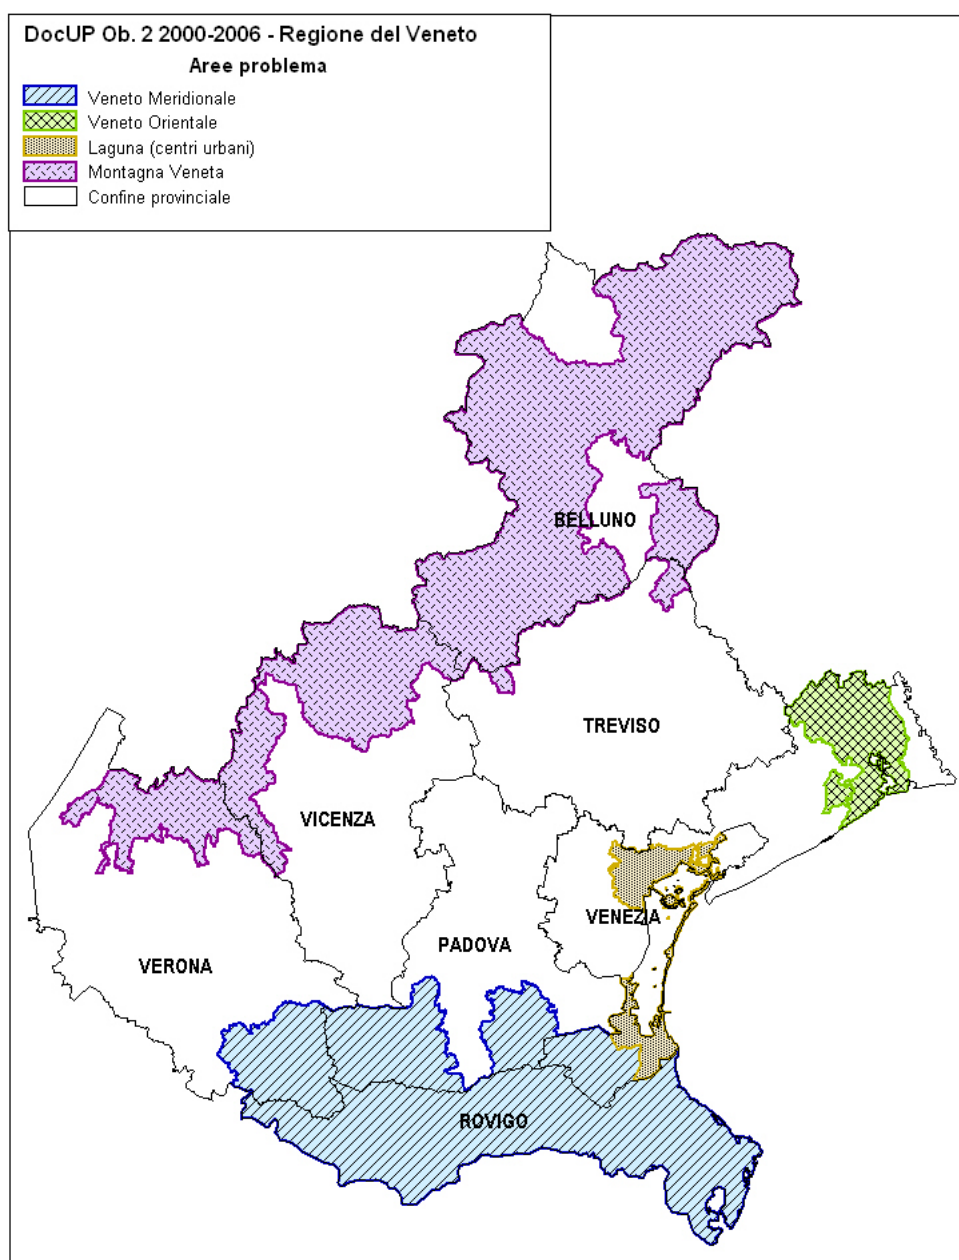 DocUP Ob. 2 2000-2006 - Regione del Veneto
Aree problema
Veneto Meridionale
Veneto Orientale
Laguna (centri urbani)
Montagna Veneta
Confine provinciale
BELLUNO
TREVISO
VICENZA
VENEZIA
PADOVA
VERONA
ROVIGO